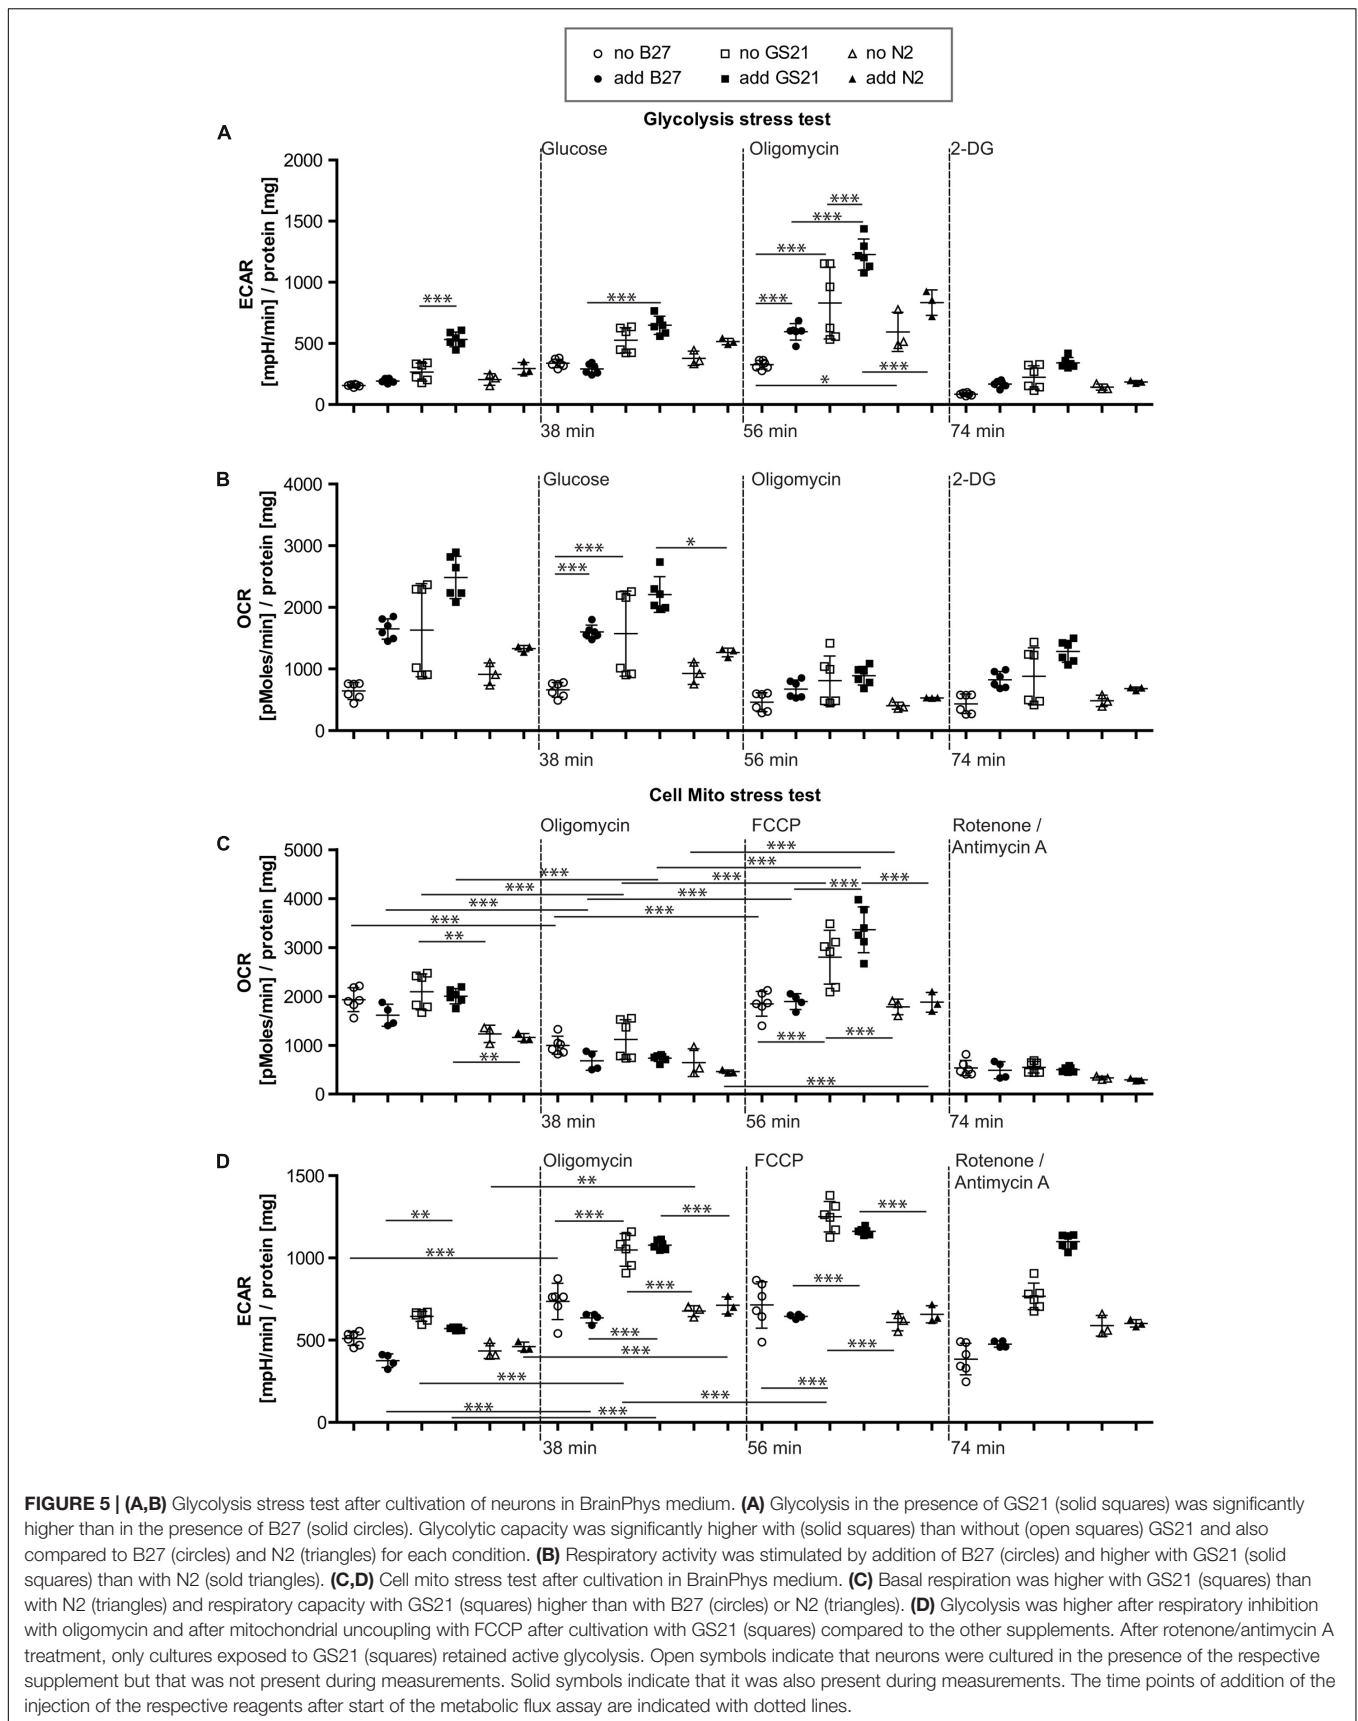 no B27 no GS21 no N2
add B27 add GS21 add N2
Glycolysis stress test
A
Glucose Oligomycin 2-DG
ECAR
[mpH/min] / protein [mg]
2000
1500
1000
500
0
***
***
***
***
***
***
***
*
38 min 56 min 74 min
B
Glucose Oligomycin 2-DG
OCR
[pMoles/min] / protein [mg]
4000
3000
2000
1000
0
***
***
*
38 min 56 min 74 min
Cell Mito stress test
C
Oligomycin FCCP Rotenone /
Antimycin A
OCR
[pMoles/min] / protein [mg]
5000
4000
3000
2000
1000
0
***
***
***
***
**
**
***
***
***
***
***
***
***
***
***
***
38 min 56 min 74 min
D
Oligomycin FCCP Rotenone /
Antimycin A
ECAR
[mpH/min] / protein [mg]
1500
1000
500
0
**
**
***
***
***
***
***
***
***
***
***
***
***
***
***
***
38 min 56 min 74 min
FIGURE 5 | (A,B) Glycolysis stress test after cultivation of neurons in BrainPhys medium. (A) Glycolysis in the presence of GS21 (solid squares) was significantly
higher than in the presence of B27 (solid circles). Glycolytic capacity was significantly higher with (solid squares) than without (open squares) GS21 and also
compared to B27 (circles) and N2 (triangles) for each condition. (B) Respiratory activity was stimulated by addition of B27 (circles) and higher with GS21 (solid
squares) than with N2 (sold triangles). (C,D) Cell mito stress test after cultivation in BrainPhys medium. (C) Basal respiration was higher with GS21 (squares) than
with N2 (triangles) and respiratory capacity with GS21 (squares) higher than with B27 (circles) or N2 (triangles). (D) Glycolysis was higher after respiratory inhibition
with oligomycin and after mitochondrial uncoupling with FCCP after cultivation with GS21 (squares) compared to the other supplements. After rotenone/antimycin A
treatment, only cultures exposed to GS21 (squares) retained active glycolysis. Open symbols indicate that neurons were cultured in the presence of the respective
supplement but that was not present during measurements. Solid symbols indicate that it was also present during measurements. The time points of addition of the
injection of the respective reagents after start of the metabolic flux assay are indicated with dotted lines.